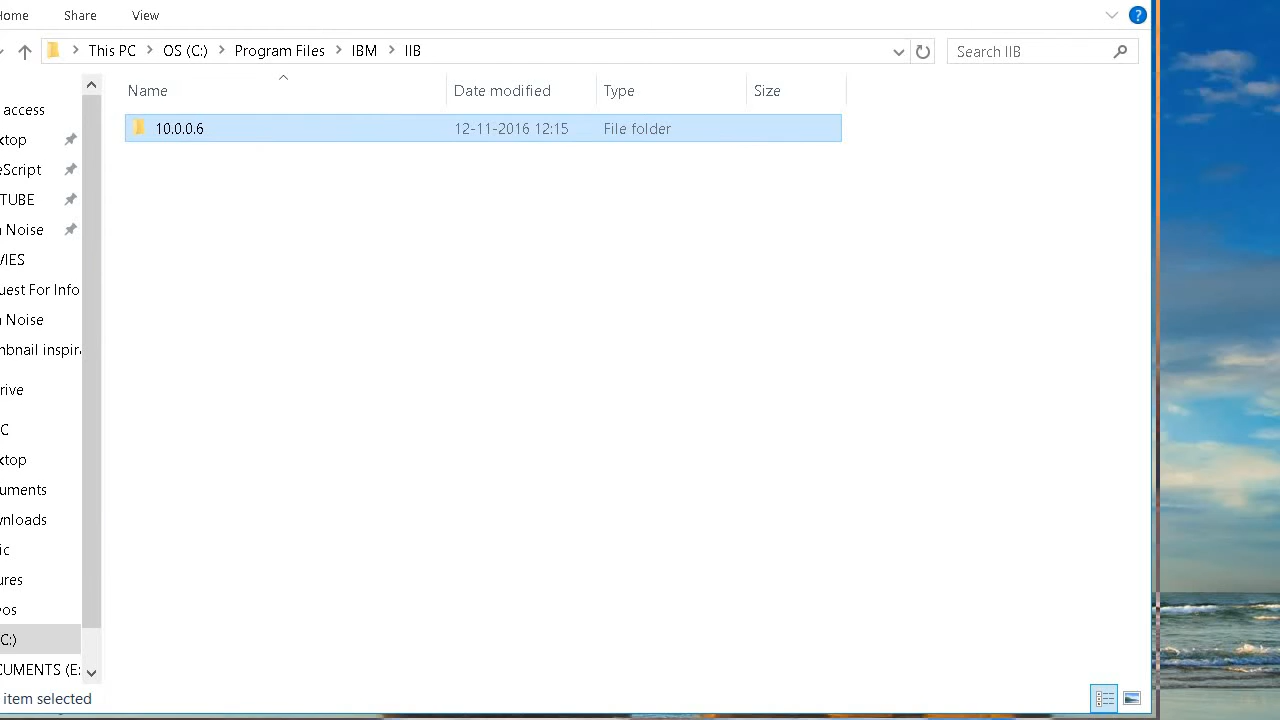 Home Share View
This PC OS (C:) Program Files IBM IIB Search IIB
Name Date modified Type Size
10.0.0.6 12-11-2016 12:15 File folder
access
ktop
eScript
TUBE
n Noise
VIES
uest For Info
n Noise
nbnail inspira
rive
C
ktop
uments
wnloads
ic
ures
os
C:)
CUMENTS (E:
item selected